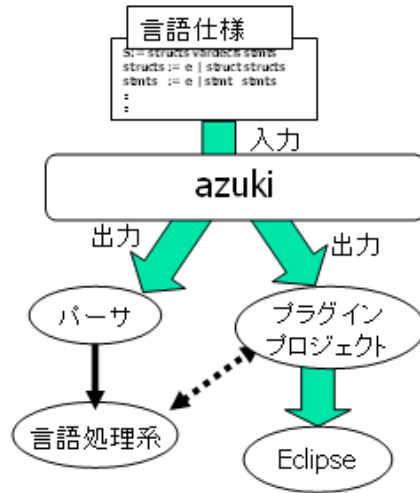 言語仕様
S:= structs vardecls stmts
structs := e | struct structs
stmts := e | stmt stmts
:
:
入力
azuki
出力
出力
パーサ
プラグイン
プロジェクト
言語処理系
Eclipse